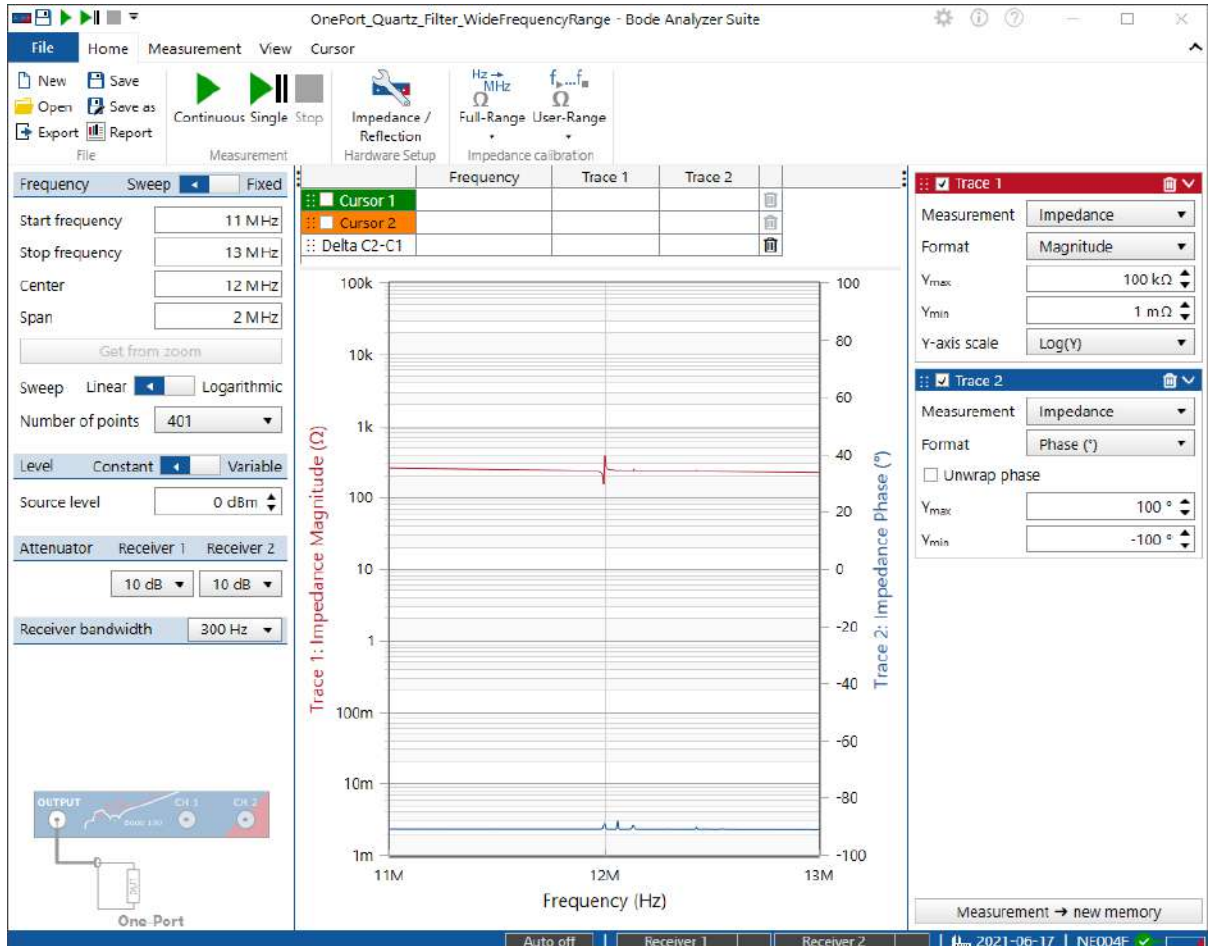 OnePort_Quartz_Filter_WideFrequencyRange - Bode Analyzer Suite
File Home Measurement View Cursor
New Save
Open Save as
Export Report
File
Continuous Single Stop
Measurement
Impedance /
Reflection
Hardware Setup
Hz → MHz Ω
f▶...f■ Ω
Full-Range User-Range
Impedance calibration
Frequency Sweep Fixed
Start frequency 11 MHz
Stop frequency 13 MHz
Center 12 MHz
Span 2 MHz
Get from zoom
Sweep Linear Logarithmic
Number of points 401
Level Constant Variable
Source level 0 dBm
Attenuator Receiver 1 Receiver 2
10 dB 10 dB
Receiver bandwidth 300 Hz
OUTPUT CH 1 CH 2
Bode 100
DUT
One-Port
Frequency Trace 1 Trace 2
Cursor 1
Cursor 2
Delta C2-C1
Trace 1: Impedance Magnitude (Ω)
100k
10k
1k
100
10
1
100m
10m
1m
100
80
60
40
20
0
-20
-40
-60
-80
-100
Trace 2: Impedance Phase (°)
11M 12M 13M
Frequency (Hz)
Trace 1
Measurement Impedance
Format Magnitude
Ymax 100 kΩ
Ymin 1 mΩ
Y-axis scale Log(Y)
Trace 2
Measurement Impedance
Format Phase (°)
Unwrap phase
Ymax 100 °
Ymin -100 °
Measurement → new memory
Auto off Receiver 1 Receiver 2 2021-06-17 NE004F